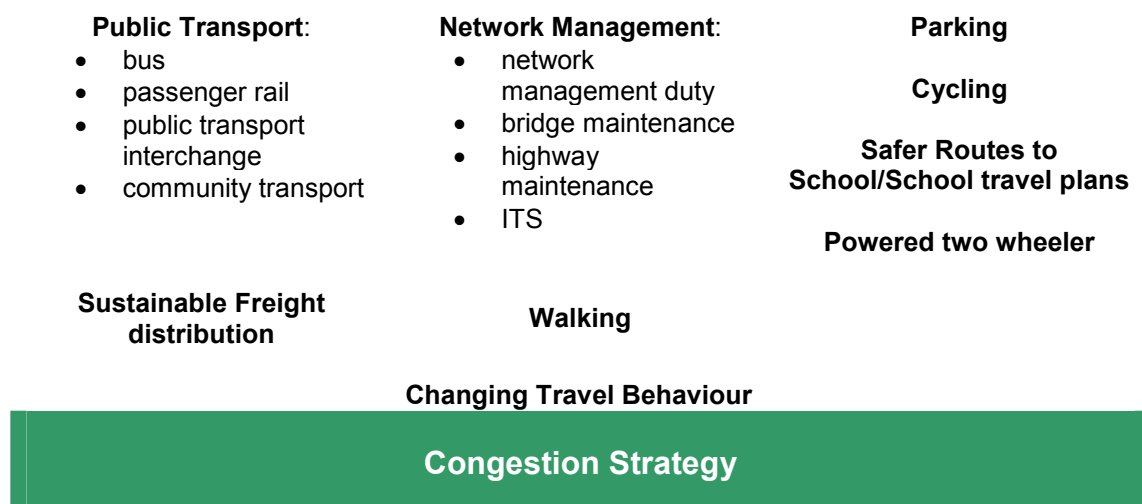 Public Transport:
• bus
• passenger rail
• public transport
interchange
• community transport
Network Management:
• network
management duty
• bridge maintenance
• highway
maintenance
• ITS
Parking
Cycling
Safer Routes to
School/School travel plans
Powered two wheeler
Sustainable Freight
distribution
Walking
Changing Travel Behaviour
Congestion Strategy